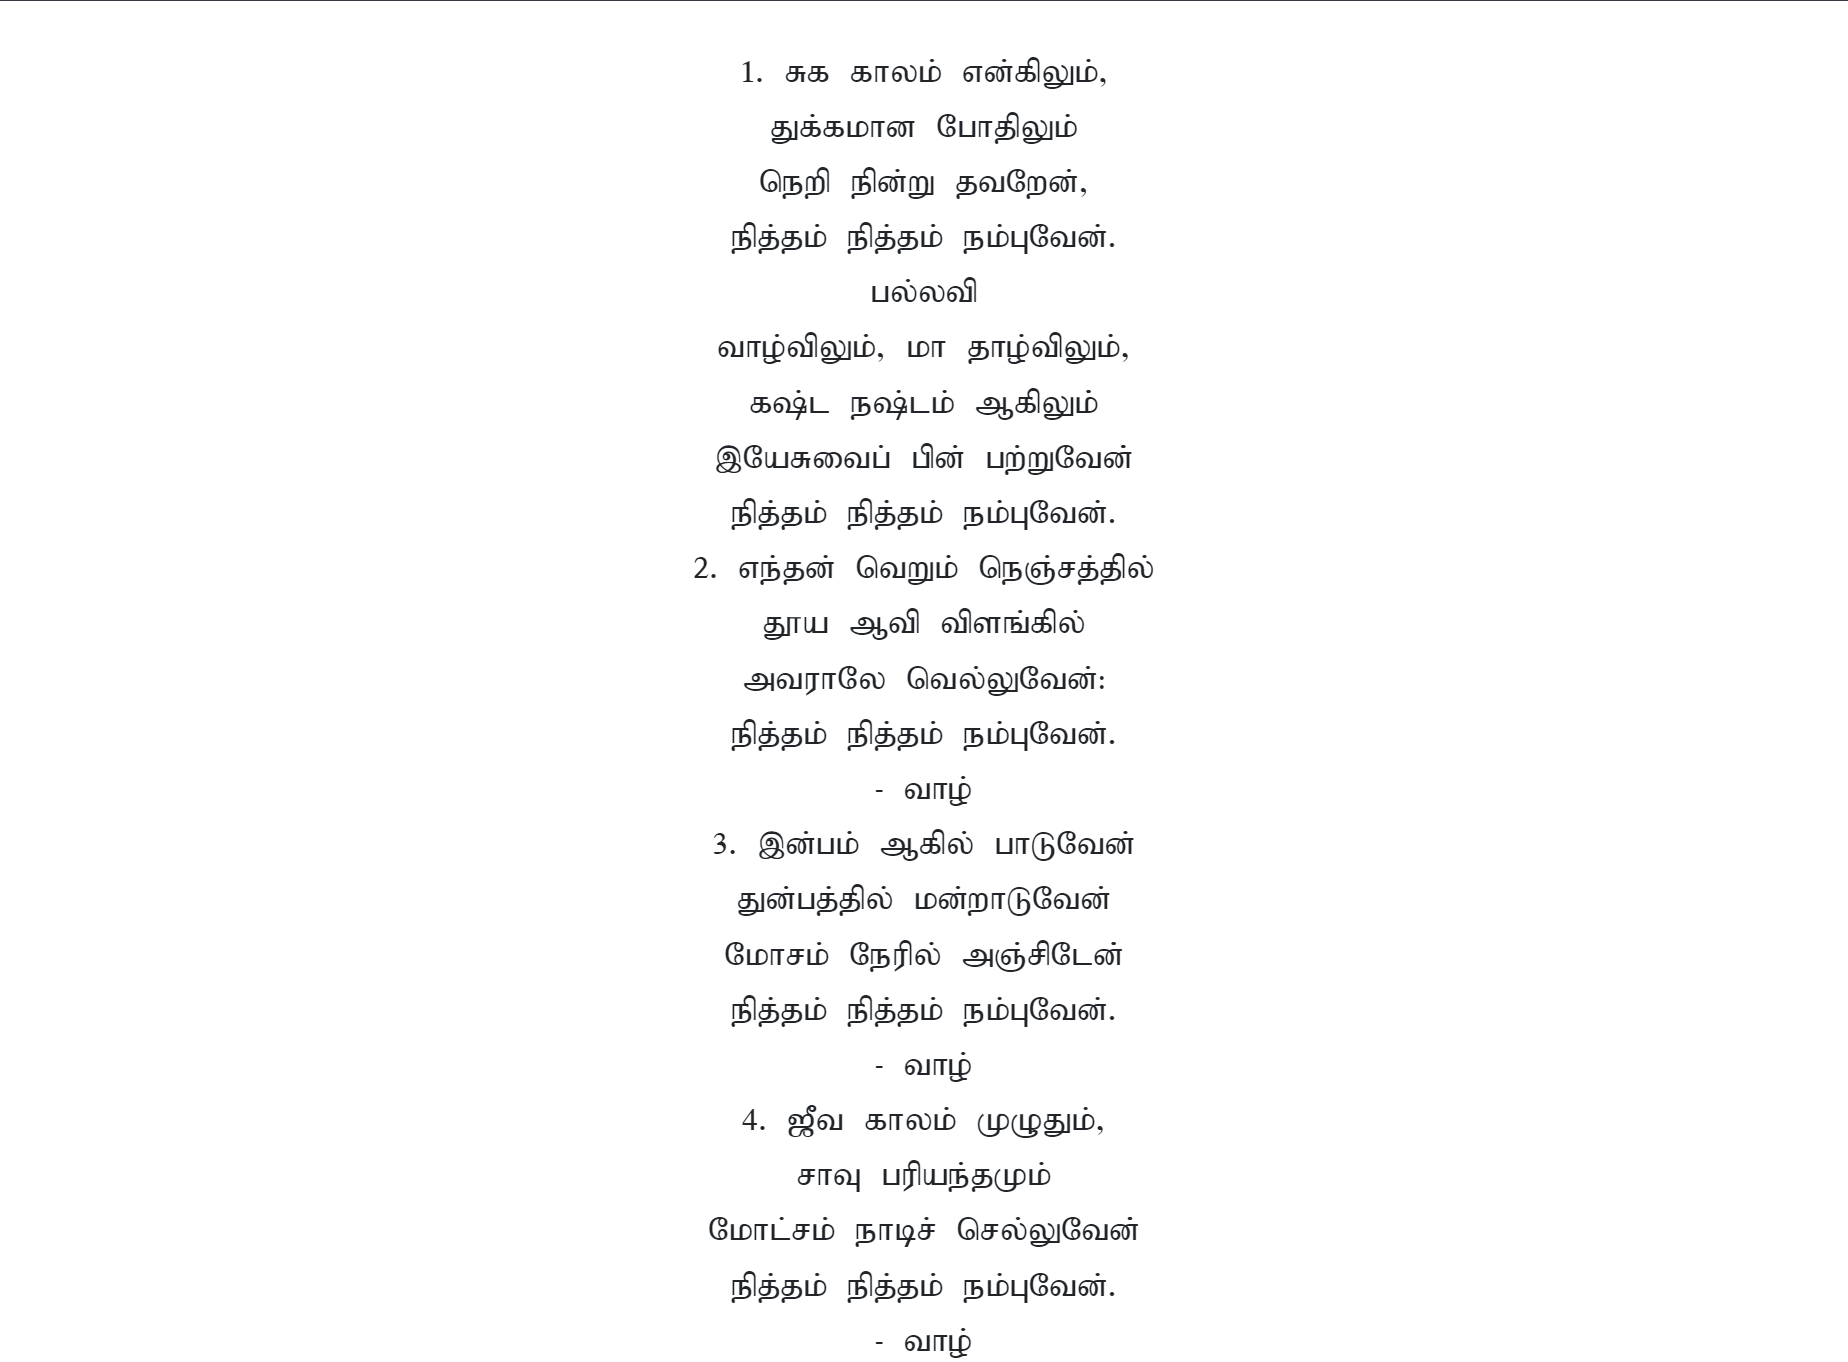 1. சுக காலம் என்கிலும்,
துக்கமான போதிலும்
நெறி நின்று தவறேன்,
நித்தம் நித்தம் நம்புவேன்.
பல்லவி
வாழ்விலும், மா தாழ்விலும்,
கஷ்ட நஷ்டம் ஆகிலும்
இயேசுவைப் பின் பற்றுவேன்
நித்தம் நித்தம் நம்புவேன்.
2. எந்தன் வெறும் நெஞ்சத்தில்
தூய ஆவி விளங்கில்
அவராலே வெல்லுவேன்:
நித்தம் நித்தம் நம்புவேன்.
- வாழ்
3. இன்பம் ஆகில் பாடுவேன்
துன்பத்தில் மன்றாடுவேன்
மோசம் நேரில் அஞ்சிடேன்
நித்தம் நித்தம் நம்புவேன்.
- வாழ்
4. ஜீவ காலம் முழுதும்,
சாவு பரியந்தமும்
மோட்சம் நாடிச் செல்லுவேன்
நித்தம் நித்தம் நம்புவேன்.
- வாழ்